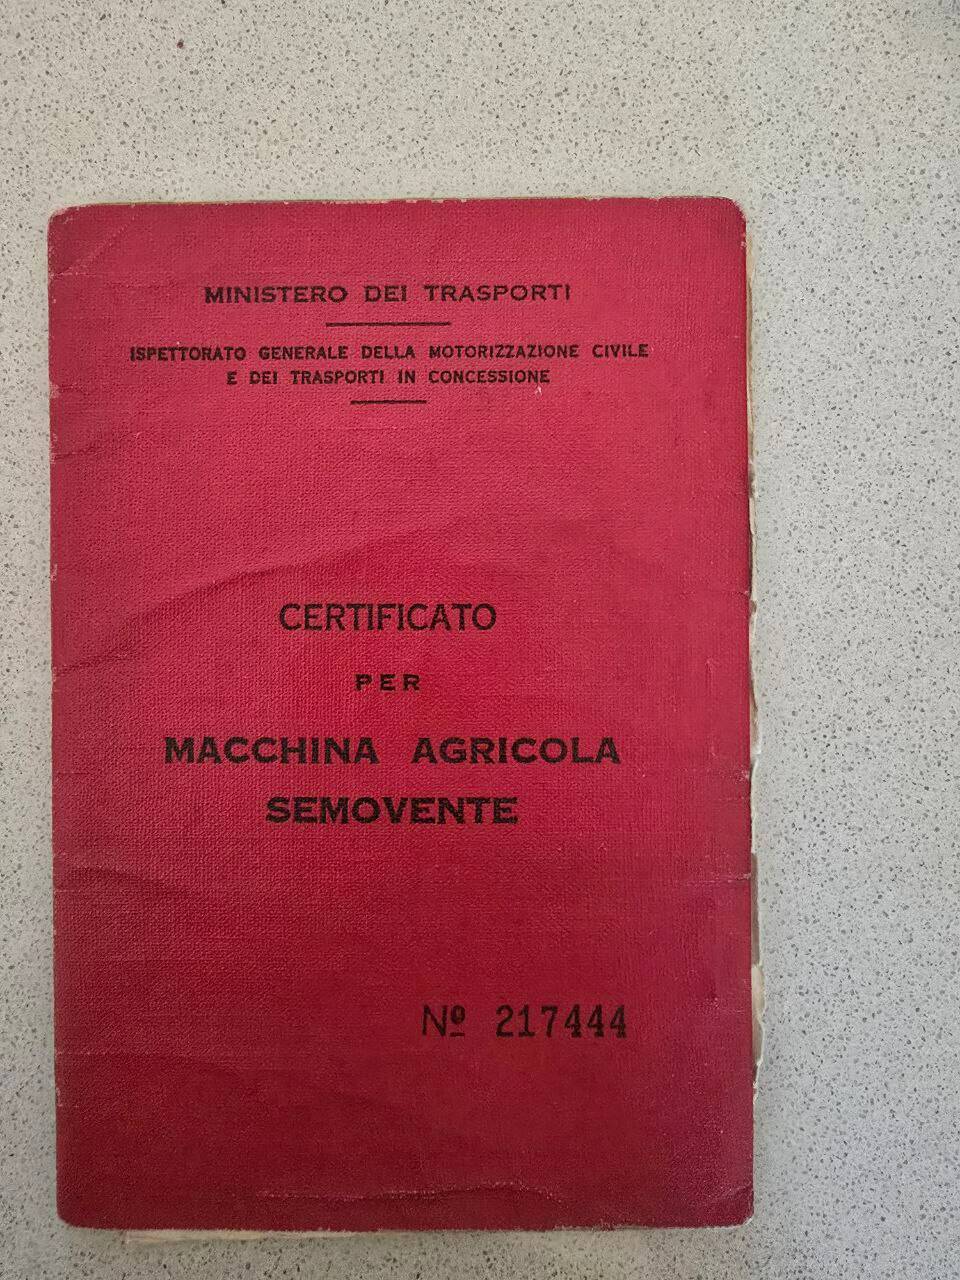 MINISTERO DEI TRASPORTI
ISPETTORATO GENERALE DELLA MOTORIZZAZIONE CIVILE
E DEI TRASPORTI IN CONCESSIONE
CERTIFICATO
PER
MACCHINA AGRICOLA
SEMOVENTE
Nº 217444